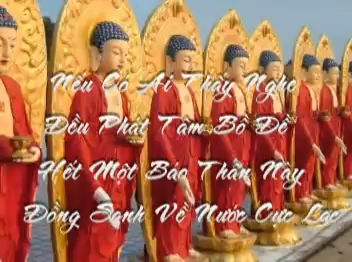 Nếu Có Ai Thấy Nghe
Đều Phát Tâm Bồ Đề
Hết Một Báo Thân Này
Đồng Sanh Về Nước Cực Lạc